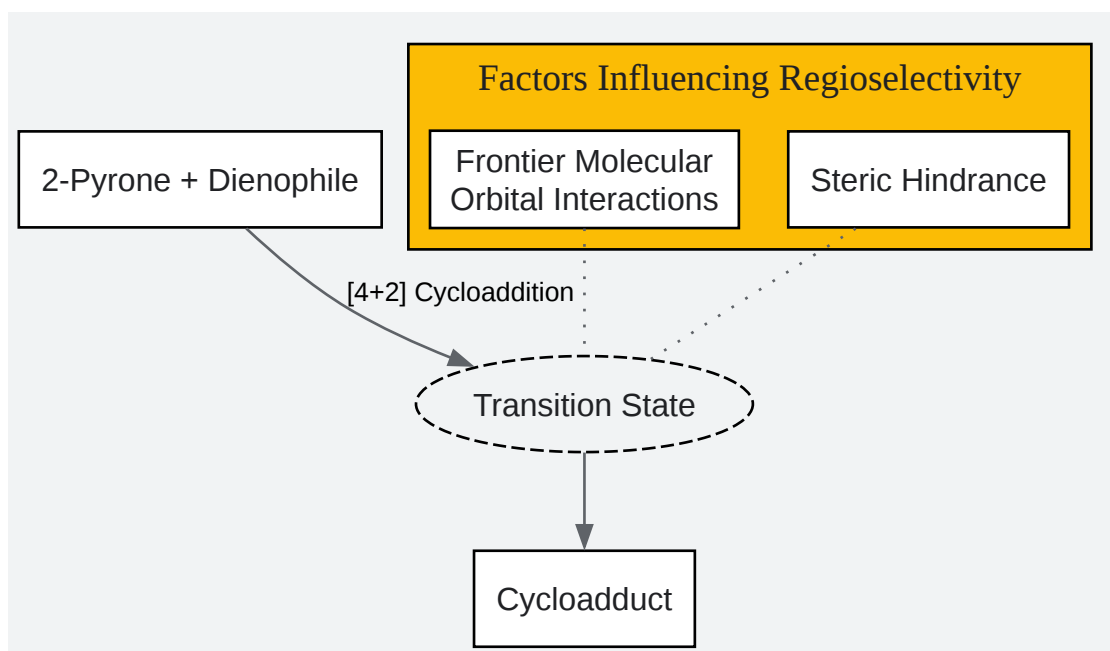 Factors Influencing Regioselectivity
2-Pyrone + Dienophile
Frontier Molecular
Orbital Interactions
Steric Hindrance
[4+2] Cycloaddition
Transition State
Cycloadduct